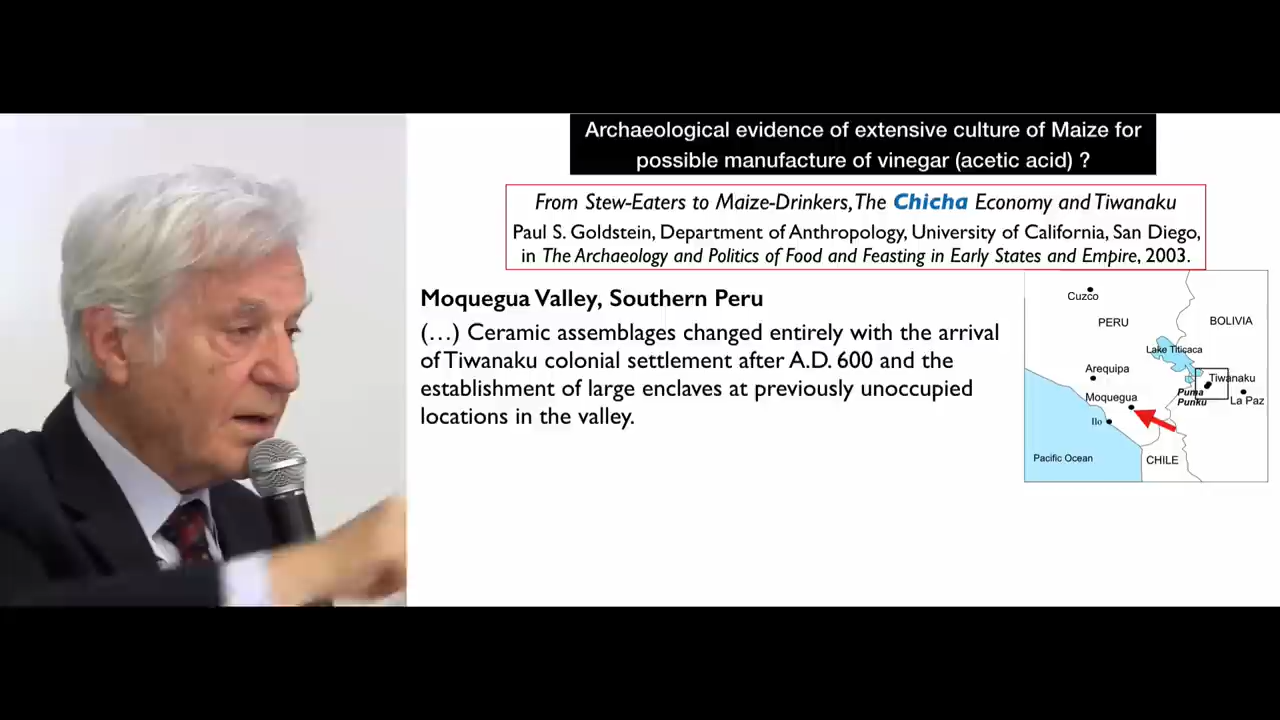 Archaeological evidence of extensive culture of Maize for
possible manufacture of vinegar (acetic acid) ?
From Stew-Eaters to Maize-Drinkers, The Chicha Economy and Tiwanaku
Paul S. Goldstein, Department of Anthropology, University of California, San Diego,
in The Archaeology and Politics of Food and Feasting in Early States and Empire, 2003.
Moquegua Valley, Southern Peru
(…) Ceramic assemblages changed entirely with the arrival
of Tiwanaku colonial settlement after A.D. 600 and the
establishment of large enclaves at previously unoccupied
locations in the valley.
Cuzco
PERU
BOLIVIA
Lake Titicaca
Arequipa
Tiwanaku
Puma
Punku
Moquegua
La Paz
Ilo
Pacific Ocean
CHILE